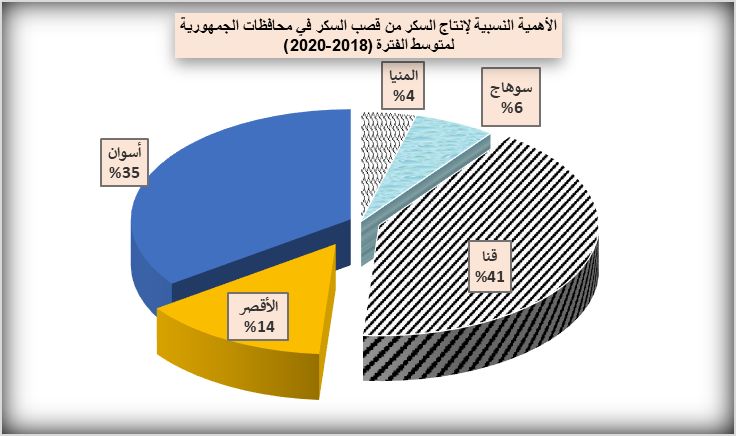 الأهمية النسبية لإنتاج السكر من قصب السكر في محافظات الجمهورية
لمتوسط الفترة (2018-2020)
المنيا
%4
سوهاج
%6
قنا
%41
الأقصر
%14
أسوان
%35